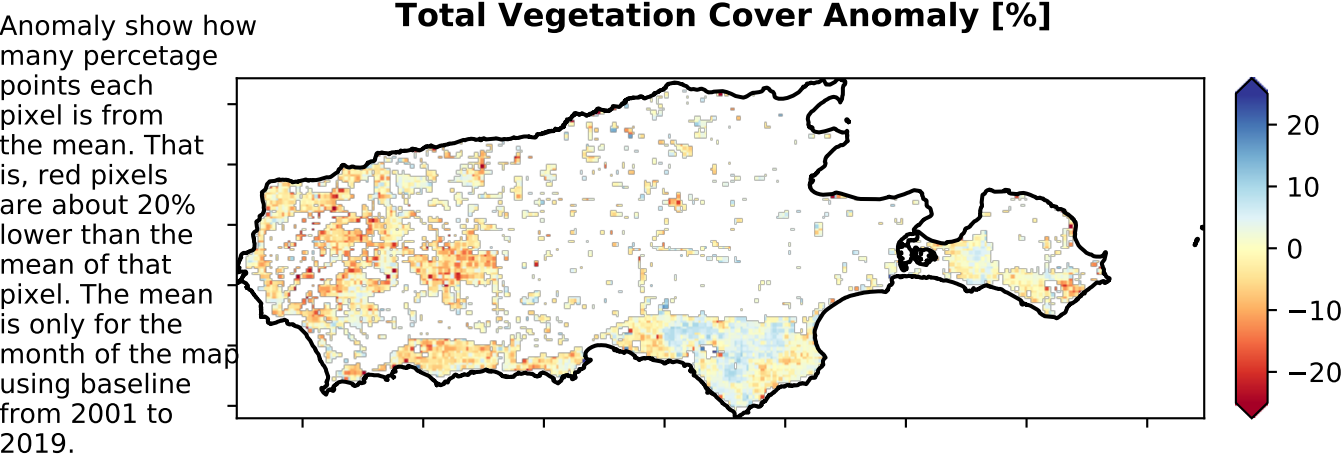 Total Vegetation Cover Anomaly [%]
Anomaly show how
many percetage
points each
pixel is from
the mean. That
is, red pixels
are about 20%
lower than the
mean of that
pixel. The mean
is only for the
month of the map
using baseline
from 2001 to
2019.
20
10
0
−10
−20